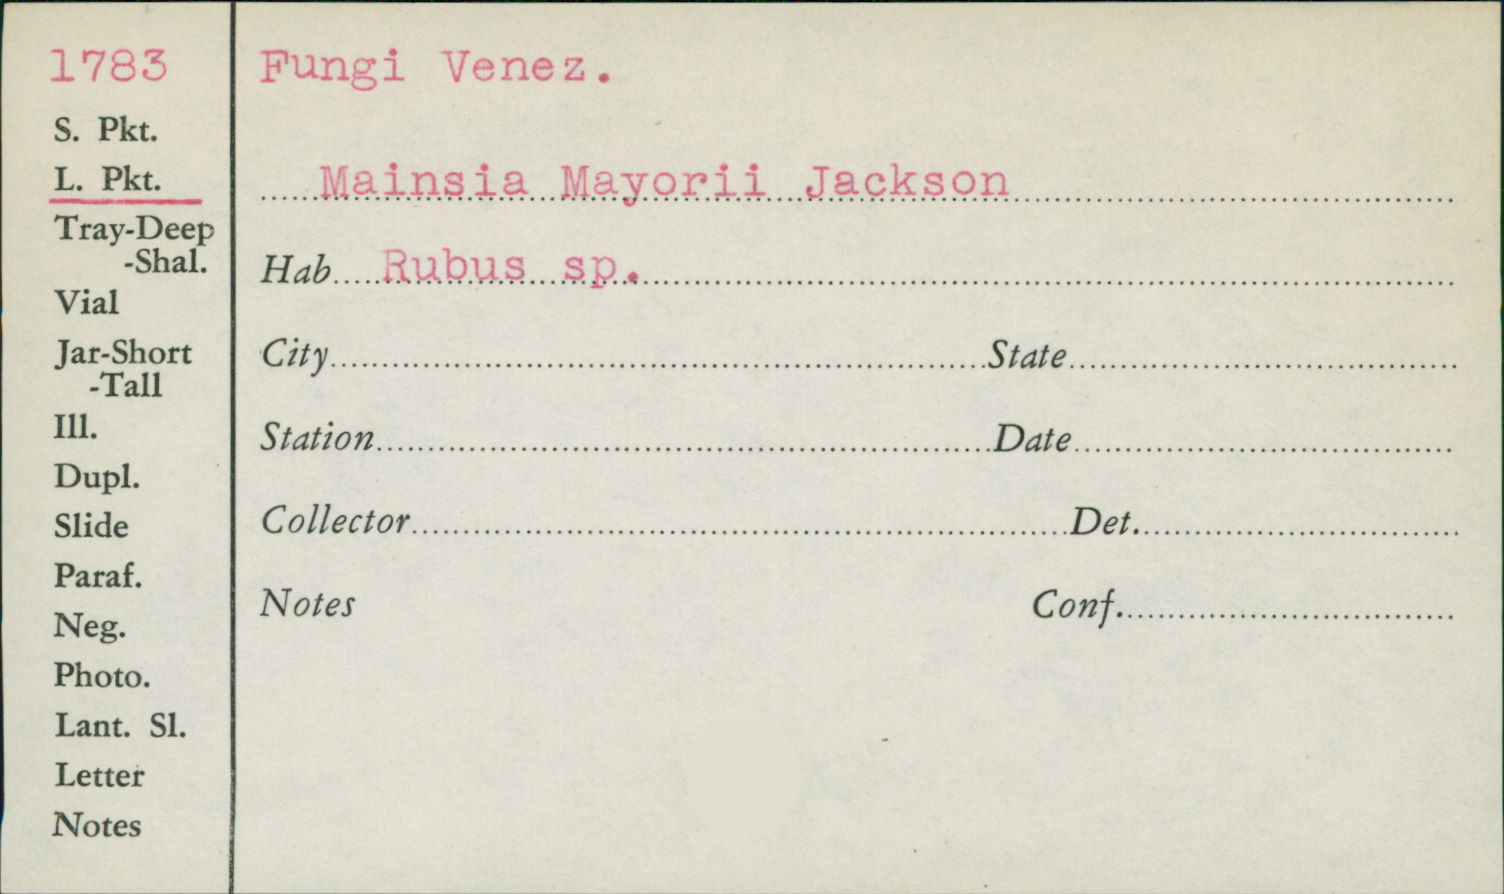 1783
S. Pkt.
L. Pkt.
Tray-Deep
-Shal.
Vial
Jar-Short
-Tall
Ill.
Dupl.
Slide
Paraf.
Neg.
Photo.
Lant. Sl.
Letter
Notes
Fungi Venez.
Mainsia Mayorii Jackson
Hab Rubus sp.
City State
Station Date
Collector Det.
Notes Conf.